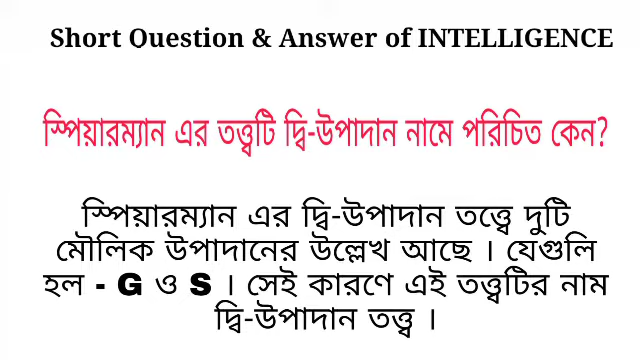 Short Question & Answer of INTELLIGENCE
স্পিয়ারম্যান এর তত্ত্বটি দ্বি-উপাদান নামে পরিচিত কেন?
স্পিয়ারম্যান এর দ্বি-উপাদান তত্ত্বে দুটি
মৌলিক উপাদানের উল্লেখ আছে । যেগুলি
হল - G ও S । সেই কারণে এই তত্ত্বটির নাম
দ্বি-উপাদান তত্ত্ব ।